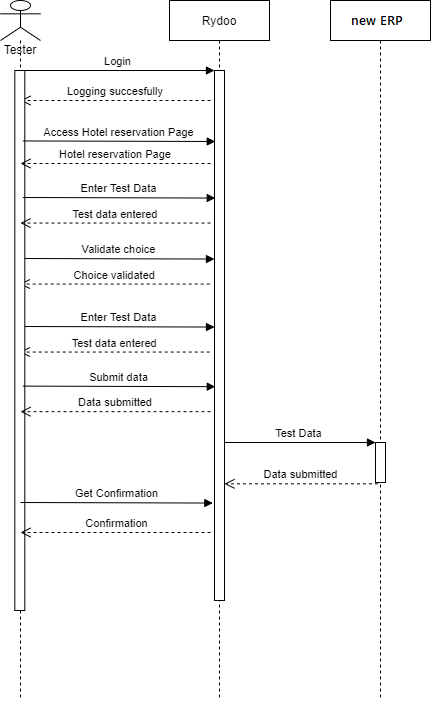 Rydoo
new ERP
Tester
Login
Logging succesfully
Access Hotel reservation Page
Hotel reservation Page
Enter Test Data
Test data entered
Validate choice
Choice validated
Enter Test Data
Test data entered
Submit data
Data submitted
Test Data
Data submitted
Get Confirmation
Confirmation